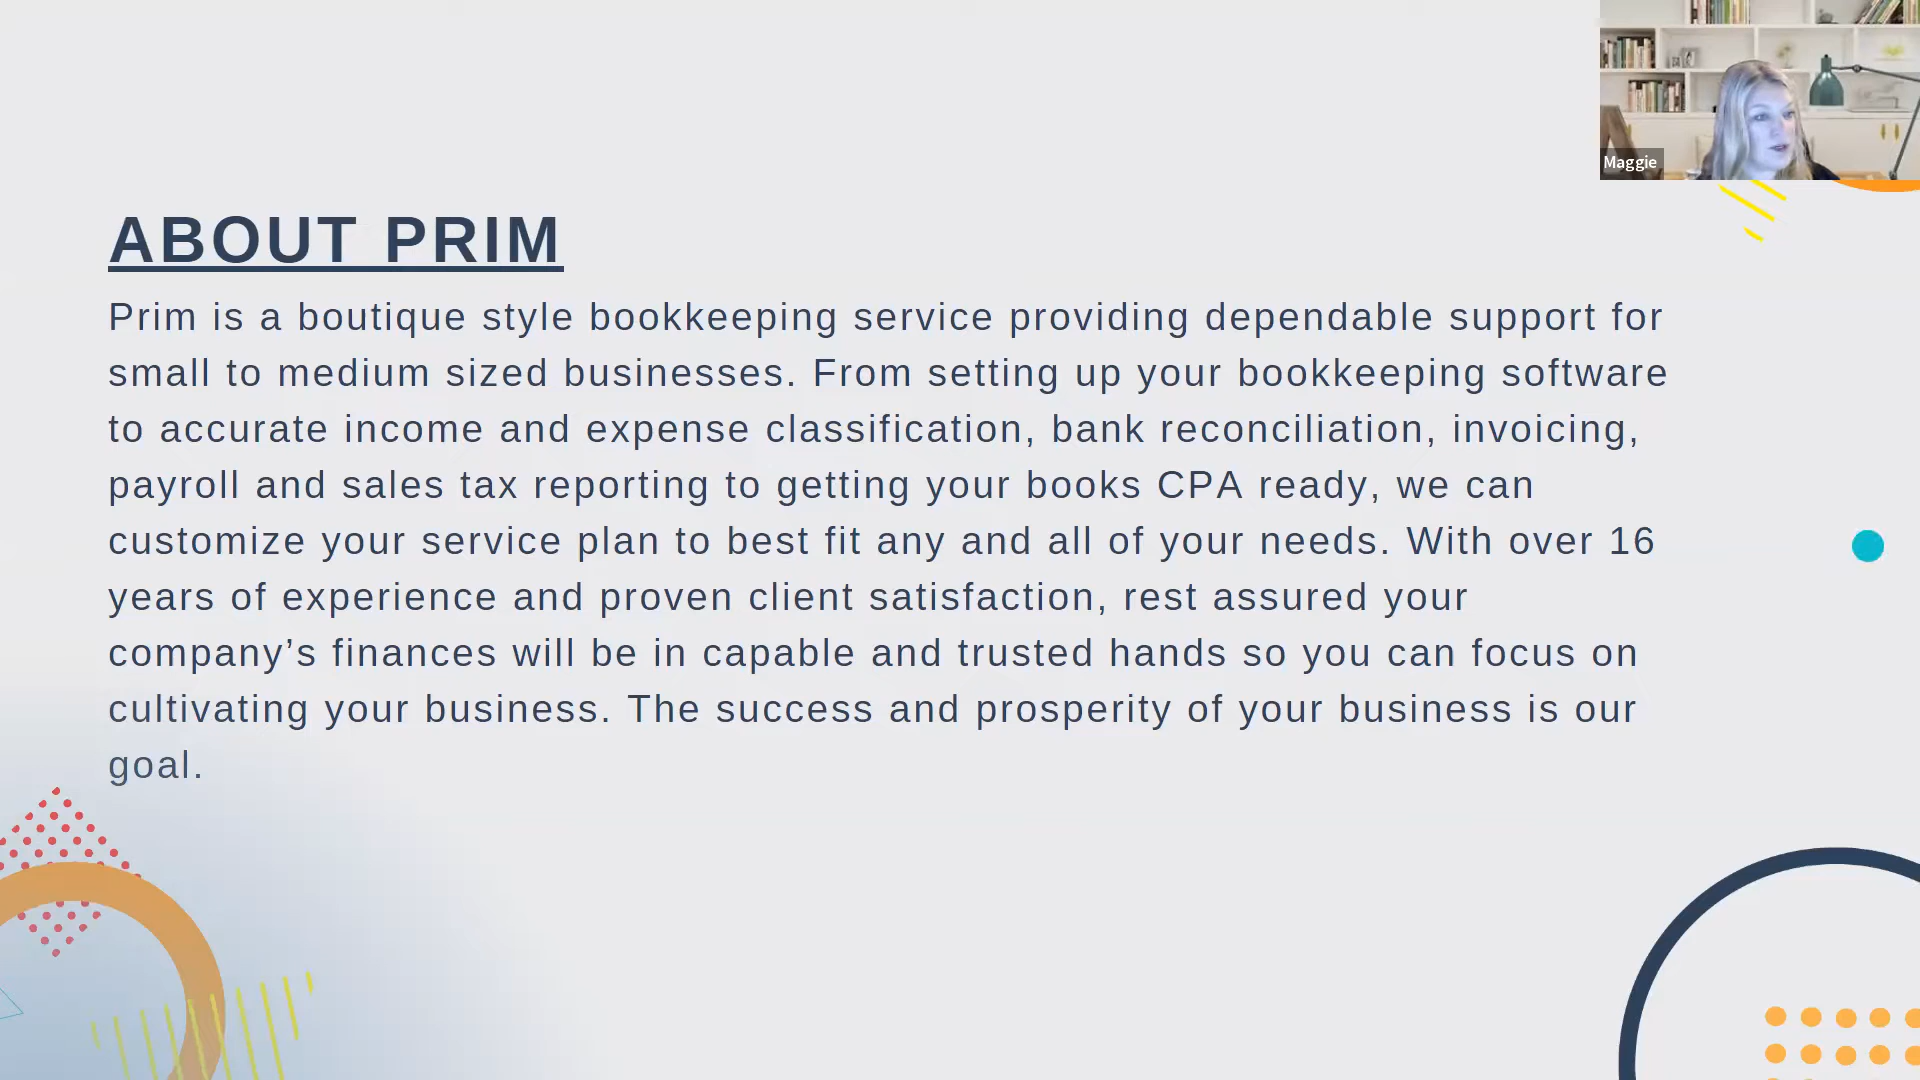 Maggie
ABOUT PRIM
Prim is a boutique style bookkeeping service providing dependable support for
small to medium sized businesses. From setting up your bookkeeping software
to accurate income and expense classification, bank reconciliation, invoicing,
payroll and sales tax reporting to getting your books CPA ready, we can
customize your service plan to best fit any and all of your needs. With over 16
years of experience and proven client satisfaction, rest assured your
company’s finances will be in capable and trusted hands so you can focus on
cultivating your business. The success and prosperity of your business is our
goal.